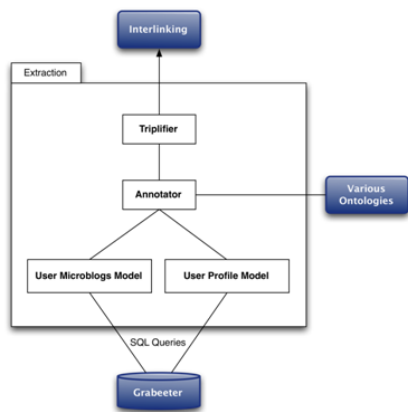 Interlinking
Extraction
Triplifier
Annotator
Various
Ontologies
User Microblogs Model
User Profile Model
SQL Queries
Grabeeter